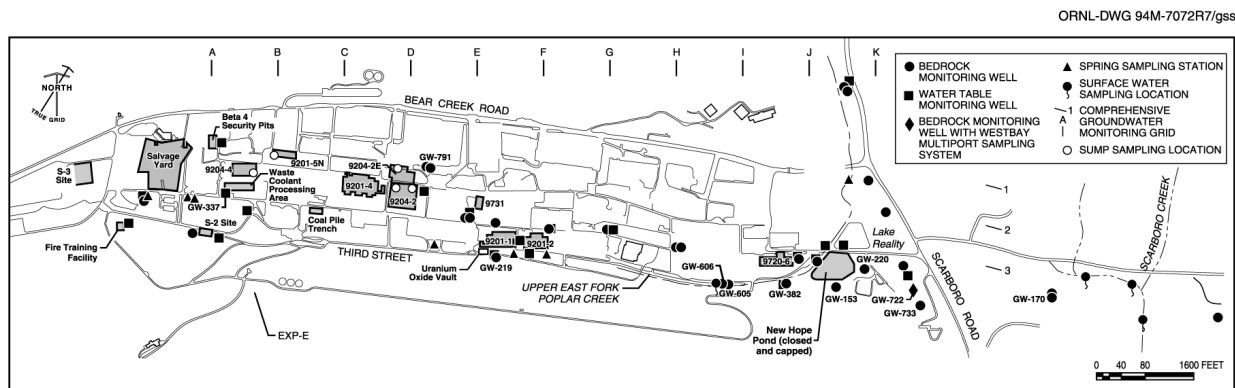 ORNL-DWG 94M-7072R7/gss
A
B
C
D
E
F
G
H
I
J
K
NORTH
TRUE GRID
BEAR CREEK ROAD
BEDROCK
MONITORING WELL
WATER TABLE
MONITORING WELL
BEDROCK MONITORING
WELL WITH WESTBAY
MULTIPORT SAMPLING
SYSTEM
SPRING SAMPLING STATION
SURFACE WATER
SAMPLING LOCATION
1 COMPREHENSIVE
A GROUNDWATER
MONITORING GRID
SUMP SAMPLING LOCATION
Beta 4
Security Pits
Salvage
Yard
S-3
Site
9204-4
9201-5N
Waste
Coolant
Processing
Area
9204-2E
GW-791
9201-4
9204-2
9731
GW-337
S-2 Site
Coal Pile
Trench
Fire Training
Facility
THIRD STREET
9201-1
9201-2
Uranium
Oxide Vault
GW-219
UPPER EAST FORK
POPLAR CREEK
GW-606
GW-605
9720-6
GW-382
Lake
Reality
GW-220
GW-153
GW-722
GW-733
SCARBORO ROAD
GW-170
SCARBORO CREEK
1
2
3
EXP-E
New Hope
Pond (closed
and capped)
0 40 80 1600 FEET